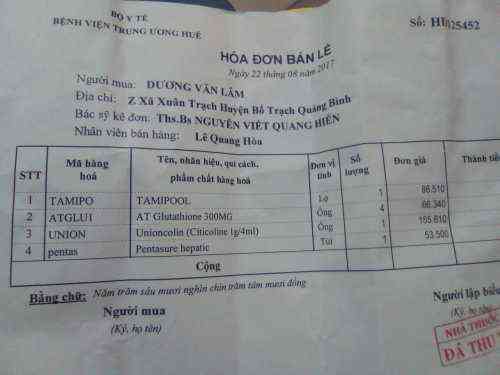 BỘ Y TẾ
BỆNH VIỆN TRUNG ƯƠNG HUẾ
Số: HD025452
HÓA ĐƠN BÁN LẺ
Ngày 22 tháng 08 năm 2017
Người mua: DƯƠNG VĂN LÂM
Địa chỉ: Z Xã Xuân Trạch Huyện Bố Trạch Quảng Bình
Bác sỹ kê đơn: Ths.Bs NGUYỄN VIẾT QUANG HIỂN
Nhân viên bán hàng: Lê Quang Hòa
STT Mã hàng hoá Tên, nhãn hiệu, qui cách, phẩm chất hàng hoá Đơn vị tính Số lượng Đơn giá Thành tiền
1 TAMIPO TAMIPOOL Lọ 1 86.510
2 ATGLUI AT Glutathione 300MG Ống 4 66.340
3 UNION Unioncolin (Citicoline 1g/4ml) Ống 1 155.610
4 pentas Pentasure hepatic Túi 1 53.500
Cộng
Bằng chữ: Năm trăm sáu mươi nghìn chín trăm tám mươi đồng
Người mua
(Ký, họ tên)
Người lập biểu
(Ký, họ tên)
NHÀ THUỐC
ĐÃ THU